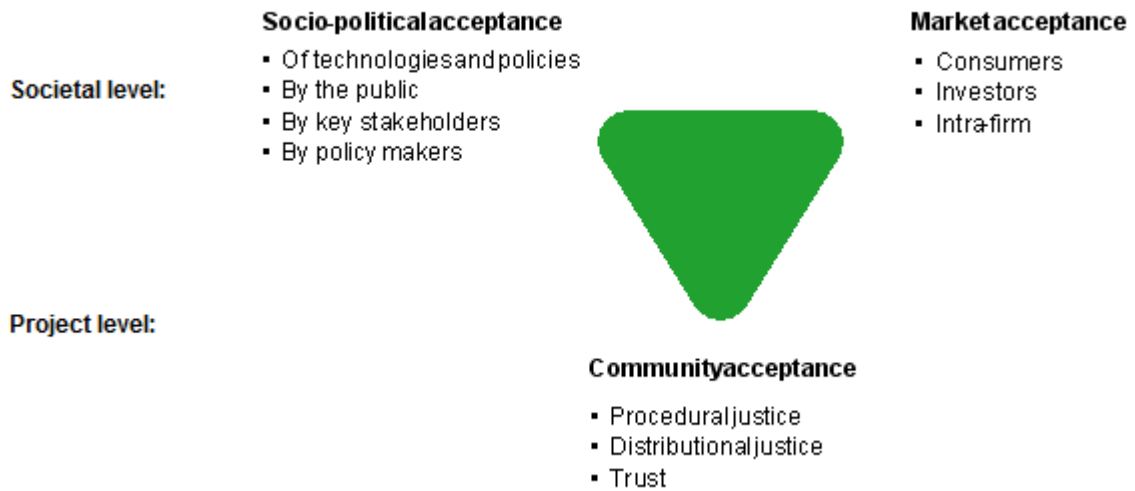 Socio-political acceptance
▪ Of technologies and policies
▪ By the public
▪ By key stakeholders
▪ By policy makers
Market acceptance
▪ Consumers
▪ Investors
▪ Intra-firm
Societal level:
Project level:
Community acceptance
▪ Procedural justice
▪ Distributional justice
▪ Trust